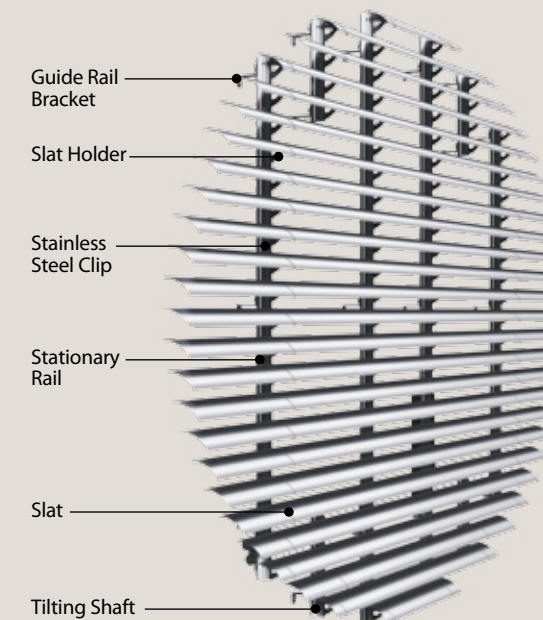 Guide Rail
Bracket
Slat Holder
Stainless
Steel Clip
Stationary
Rail
Slat
Tilting Shaft